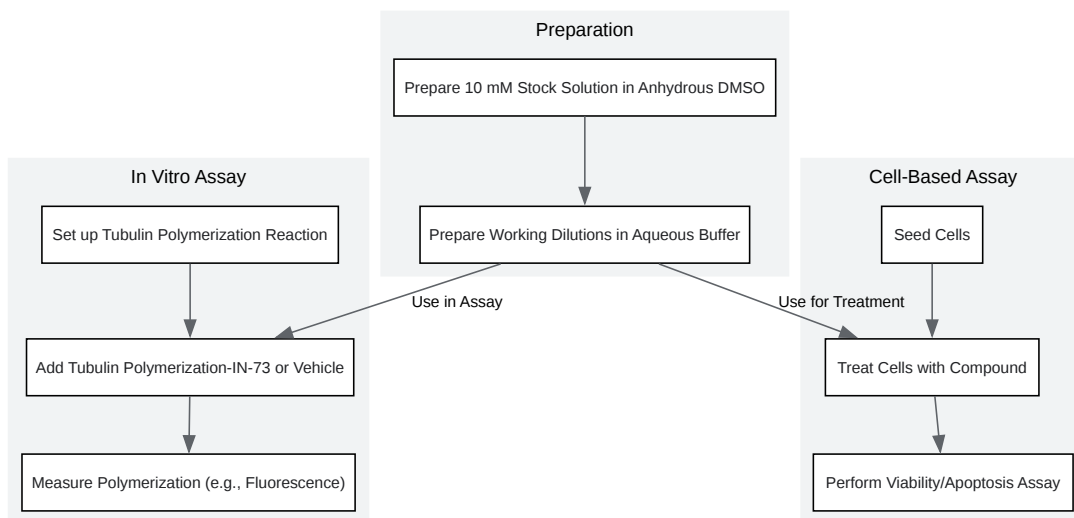 Preparation
Prepare 10 mM Stock Solution in Anhydrous DMSO
Prepare Working Dilutions in Aqueous Buffer
In Vitro Assay
Set up Tubulin Polymerization Reaction
Use in Assay
Add Tubulin Polymerization-IN-73 or Vehicle
Measure Polymerization (e.g., Fluorescence)
Cell-Based Assay
Seed Cells
Use for Treatment
Treat Cells with Compound
Perform Viability/Apoptosis Assay